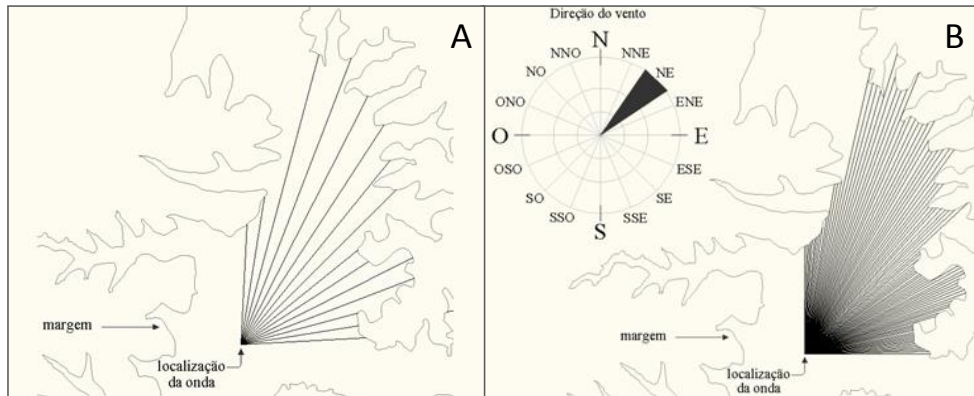 A
margem
localização
da onda
B
Direção do vento
N
NNO
NNE
NO
NE
ONO
ENE
O
E
OSO
ESE
SO
SE
SSO
SSE
S
margem
localização
da onda